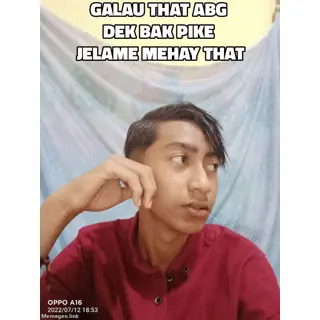 GALAU THAT ABG
DEK BAK PIKE
JELAME MEHAY THAT
OPPO A16
2022/07/12 18:53
Memegen.link